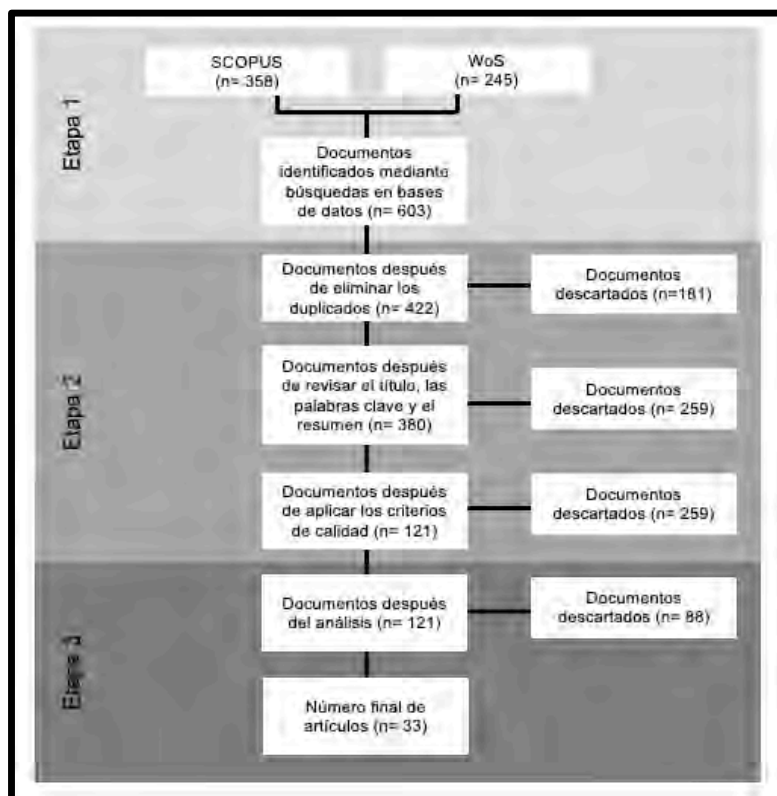 SCOPUS
(n= 358)
WoS
(n= 245)
Etapa 1
Documentos
identificados mediante
búsquedas en bases
de datos (n= 603)
Etapa 2
Documentos después
de eliminar los
duplicados (n= 422)
Documentos
descartados (n=181)
Documentos después
de revisar el título, las
palabras clave y el
resumen (n= 380)
Documentos
descartados (n= 259)
Documentos después
de aplicar los criterios
de calidad (n= 121)
Documentos
descartados (n= 259)
Etapa 3
Documentos después
del análisis (n= 121)
Documentos
descartados (n= 88)
Número final de
artículos (n= 33)